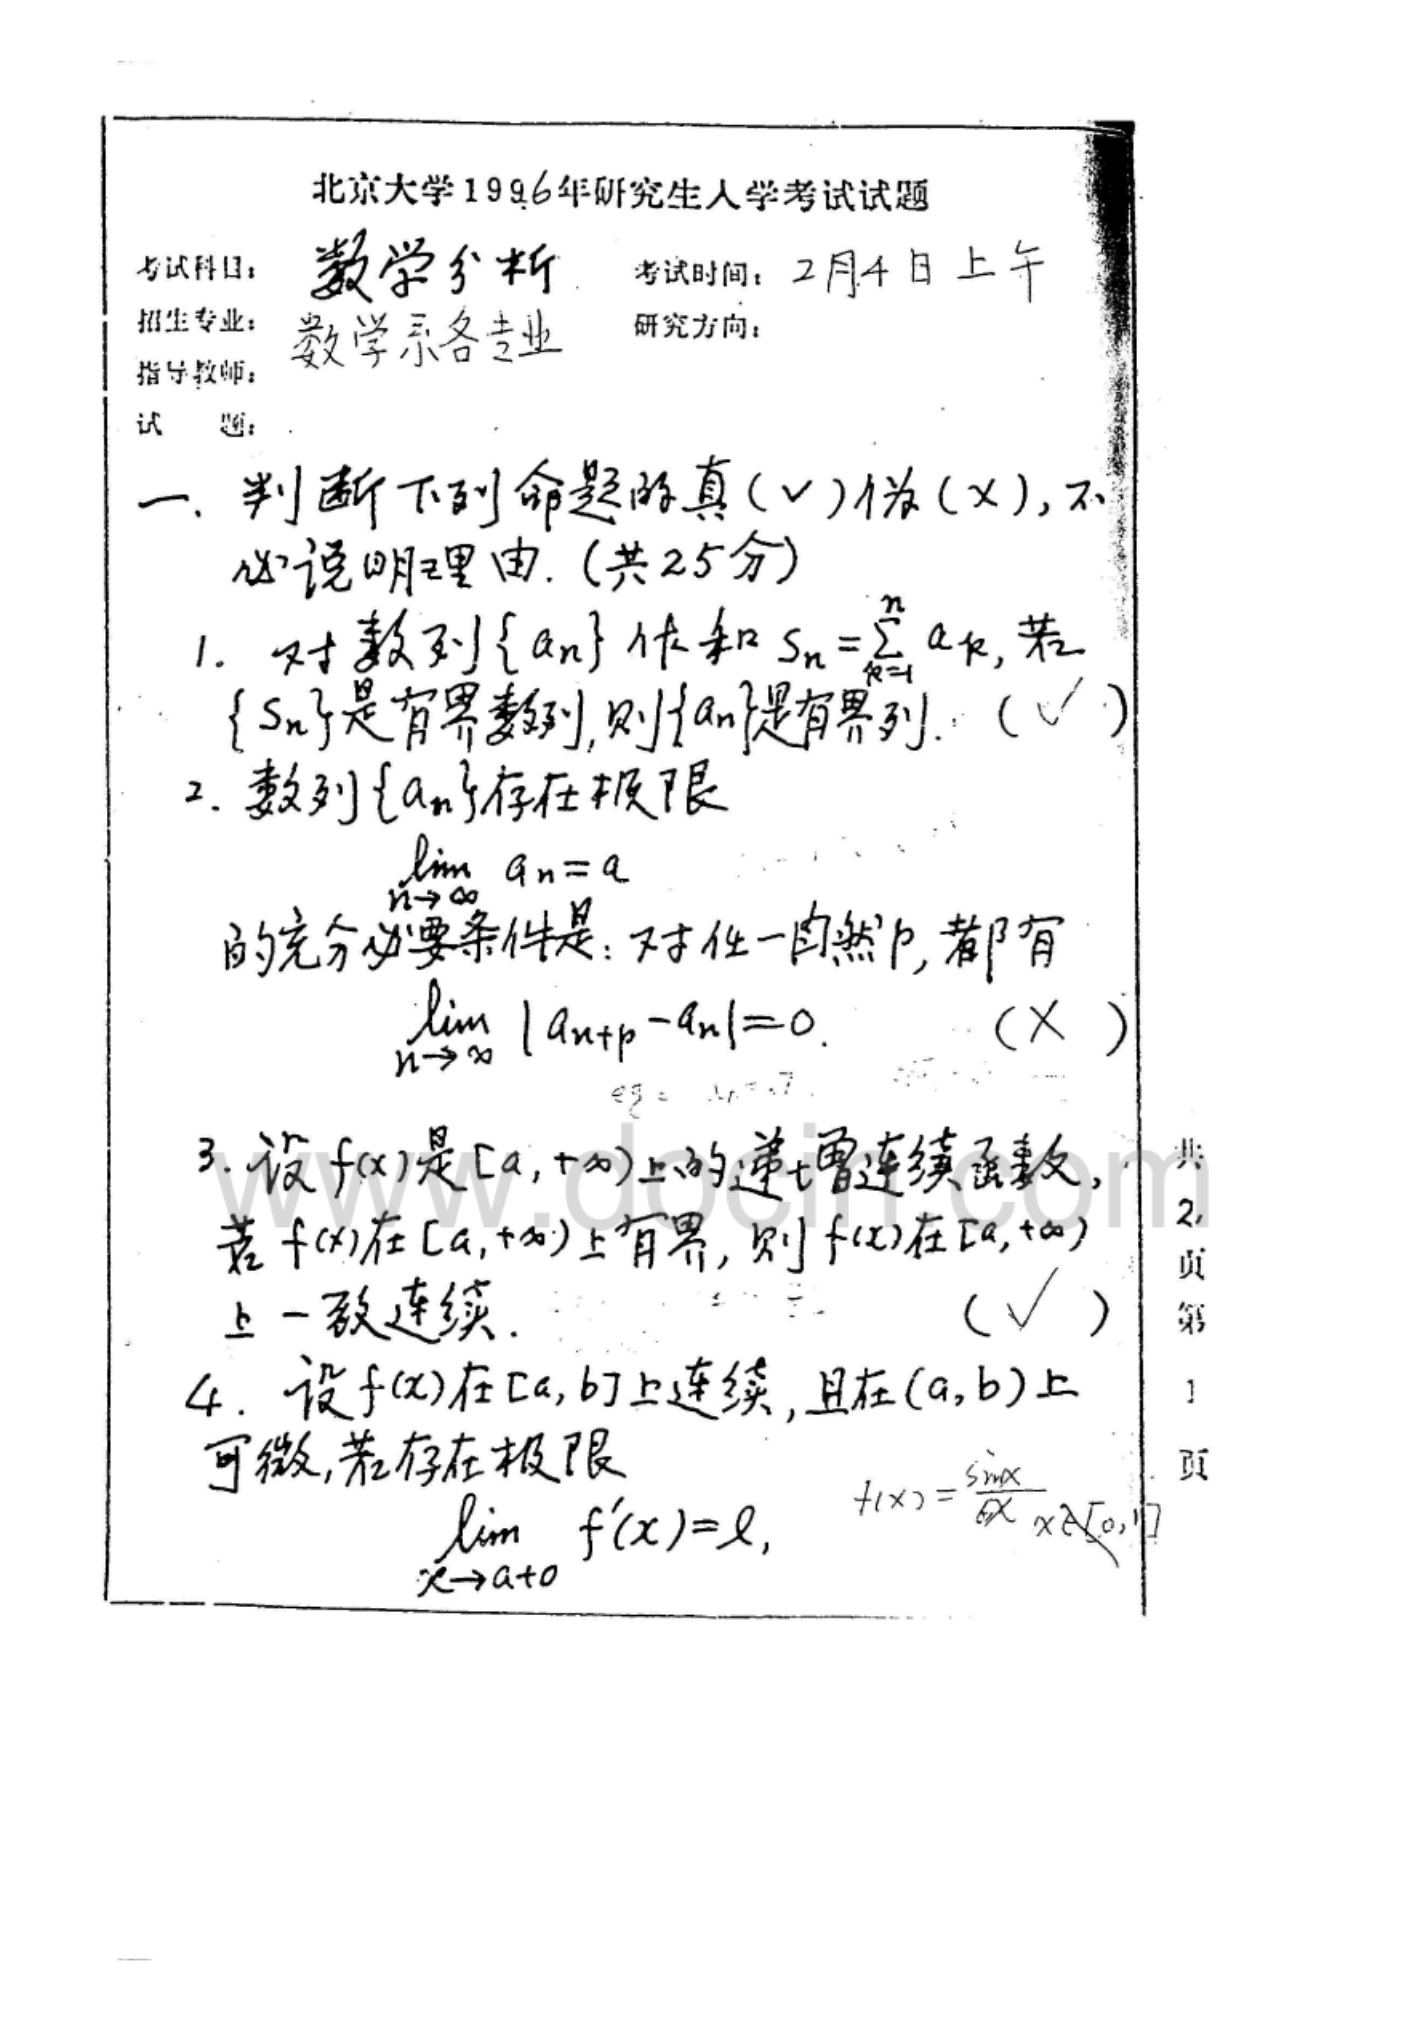 北京大学1996年研究生入学考试试题
考试科目: 数学分析 考试时间: 2月4日上午
招生专业: 数学系各专业 研究方向:
指导教师:
试 题:
一. 判断下列命题的真(✓)伪(×), 不
必说明理由. (共25分)
1. 对数列{an}作和 Sn=∑_{k=1}^{n} ak, 若
{Sn}是有界数列, 则{an}是有界列. (✓)
2. 数列{an}存在极限
lim_{n→∞} an=a
的充分必要条件是: 对任一自然p, 都有
lim_{n→∞} |an+p-an|=0. (×)
3. 设f(x)是[a,+∞)上的递增连续函数,
若f(x)在[a,+∞)上有界, 则f(x)在[a,+∞)
上一致连续. (✓)
4. 设f(x)在[a,b]上连续, 且在(a,b)上
可微, 若存在极限
lim_{x→a+0} f'(x)=l,
共2页第1页
www.docin.com